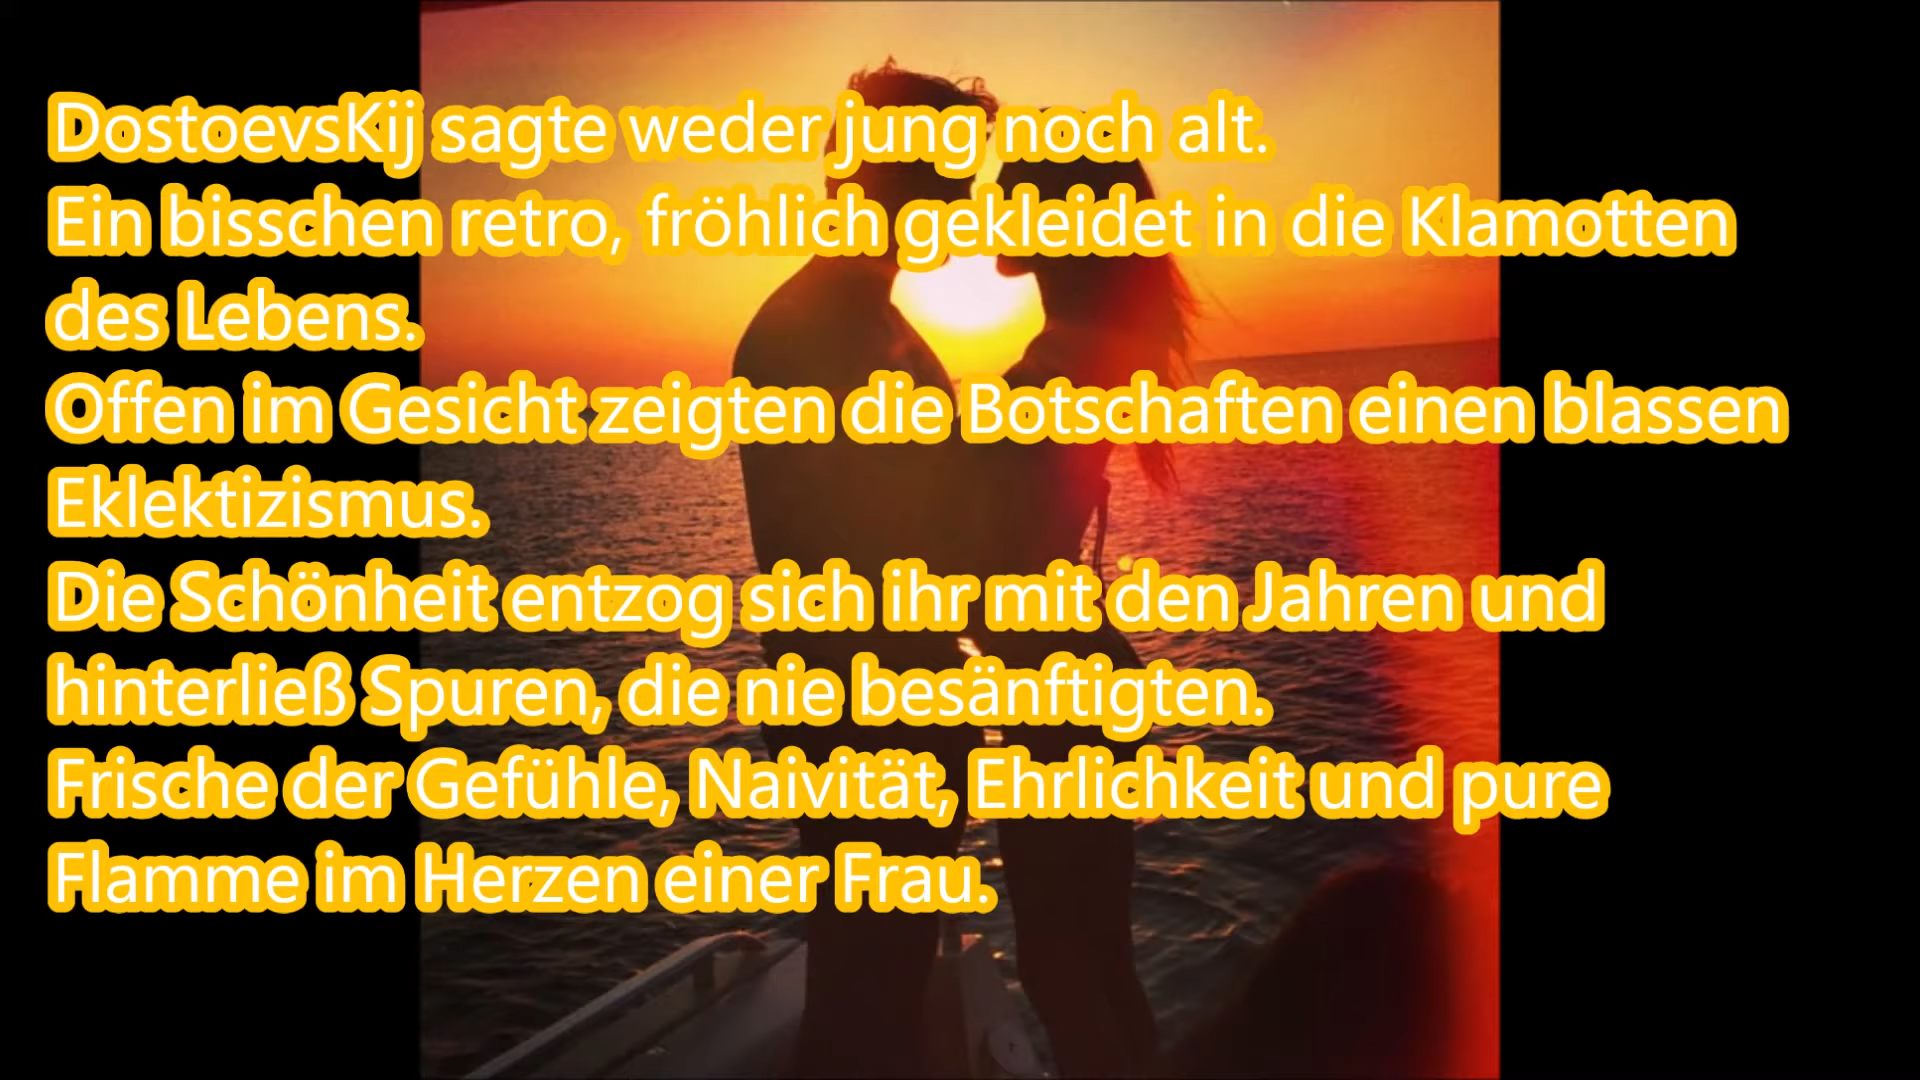 DostoevsKij sagte weder jung noch alt.
Ein bisschen retro, fröhlich gekleidet in die Klamotten
des Lebens.
Offen im Gesicht zeigten die Botschaften einen blassen
Eklektizismus.
Die Schönheit entzog sich ihr mit den Jahren und
hinterließ Spuren, die nie besänftigten.
Frische der Gefühle, Naivität, Ehrlichkeit und pure
Flamme im Herzen einer Frau.